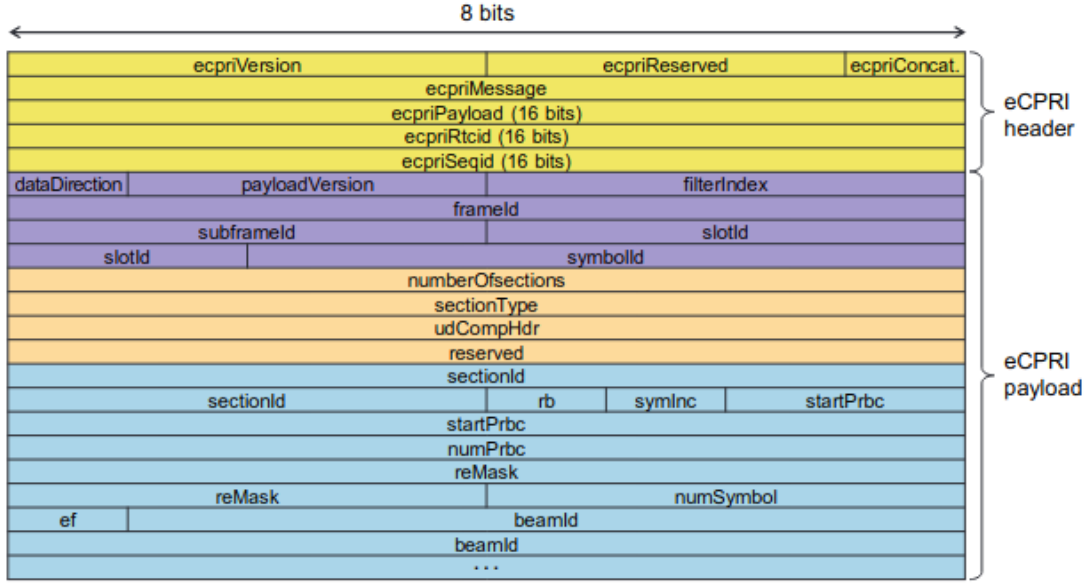 8 bits
ecpriVersion ecpriReserved ecpriConcat.
ecpriMessage
ecpriPayload (16 bits)
ecpriRtcid (16 bits)
ecpriSeqid (16 bits)
eCPRI
header
dataDirection payloadVersion filterIndex
frameId
subframeId slotId
slotId symbolId
numberOfsections
sectionType
udCompHdr
reserved
sectionId
sectionId rb symInc startPrbc
startPrbc
numPrbc
reMask
reMask numSymbol
ef beamId
beamId
...
eCPRI
payload